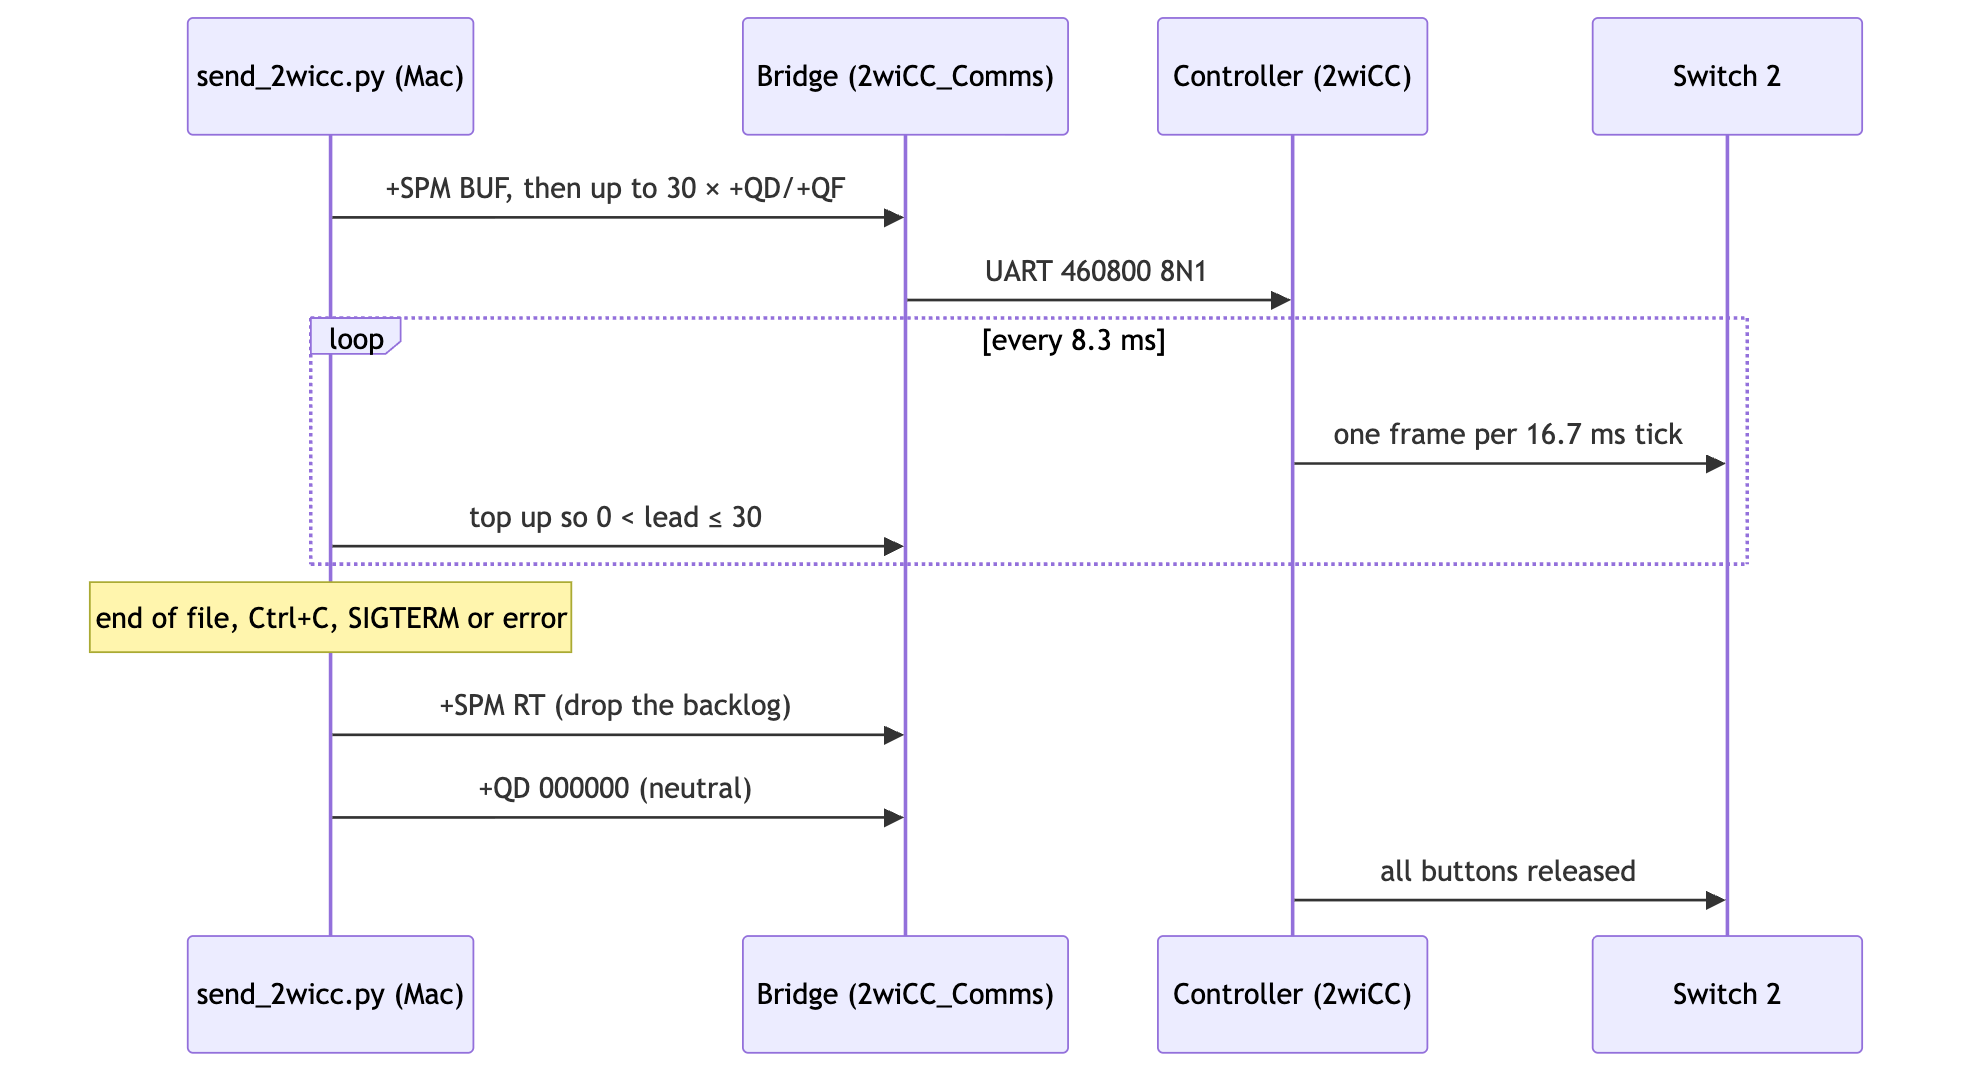 send_2wicc.py (Mac)
Bridge (2wiCC_Comms)
Controller (2wiCC)
Switch 2
+SPM BUF, then up to 30 × +QD/+QF
UART 460800 8N1
loop
[every 8.3 ms]
one frame per 16.7 ms tick
top up so 0 < lead ≤ 30
end of file, Ctrl+C, SIGTERM or error
+SPM RT (drop the backlog)
+QD 000000 (neutral)
all buttons released
send_2wicc.py (Mac)
Bridge (2wiCC_Comms)
Controller (2wiCC)
Switch 2